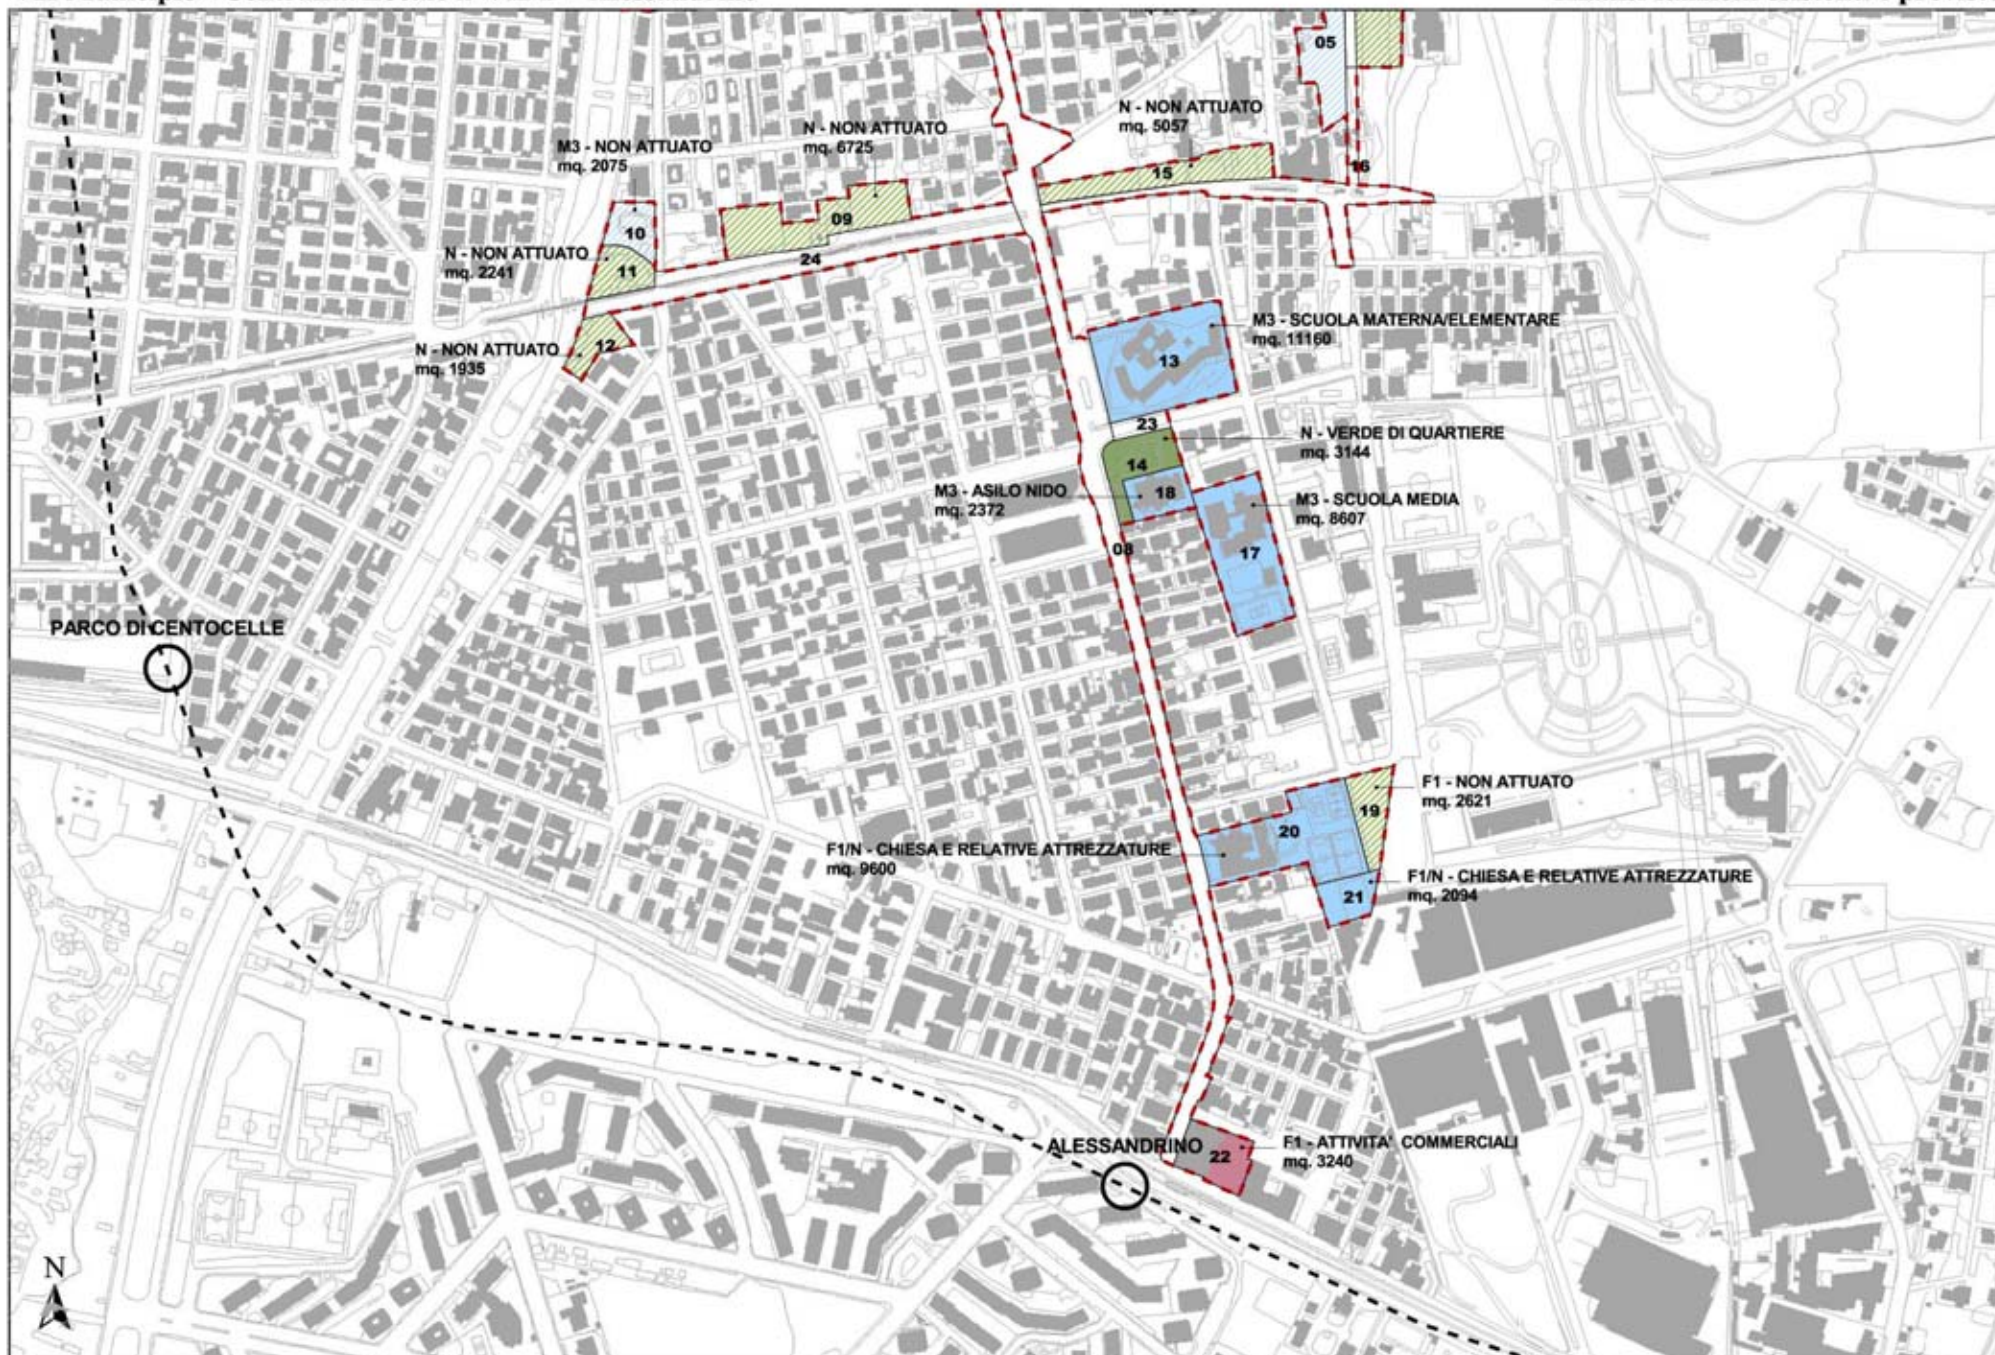 05
N - NON ATTUATO
mq. 5057
N - NON ATTUATO
mq. 6725
M3 - NON ATTUATO
mq. 2075
15
16
09
10
N - NON ATTUATO
mq. 2241
11
24
M3 - SCUOLA MATERNA/ELEMENTARE
mq. 11160
12
N - NON ATTUATO
mq. 1935
13
23
N - VERDE DI QUARTIERE
mq. 3144
14
M3 - ASILO NIDO
mq. 2372
18
M3 - SCUOLA MEDIA
mq. 8607
08
17
PARCO DI CENTOCELLE
F1 - NON ATTUATO
mq. 2621
19
20
F1/N - CHIESA E RELATIVE ATTREZZATURE
mq. 9600
F1/N - CHIESA E RELATIVE ATTREZZATURE
mq. 2094
21
ALESSANDRINO
F1 - ATTIVITA' COMMERCIALI
mq. 3240
22
N